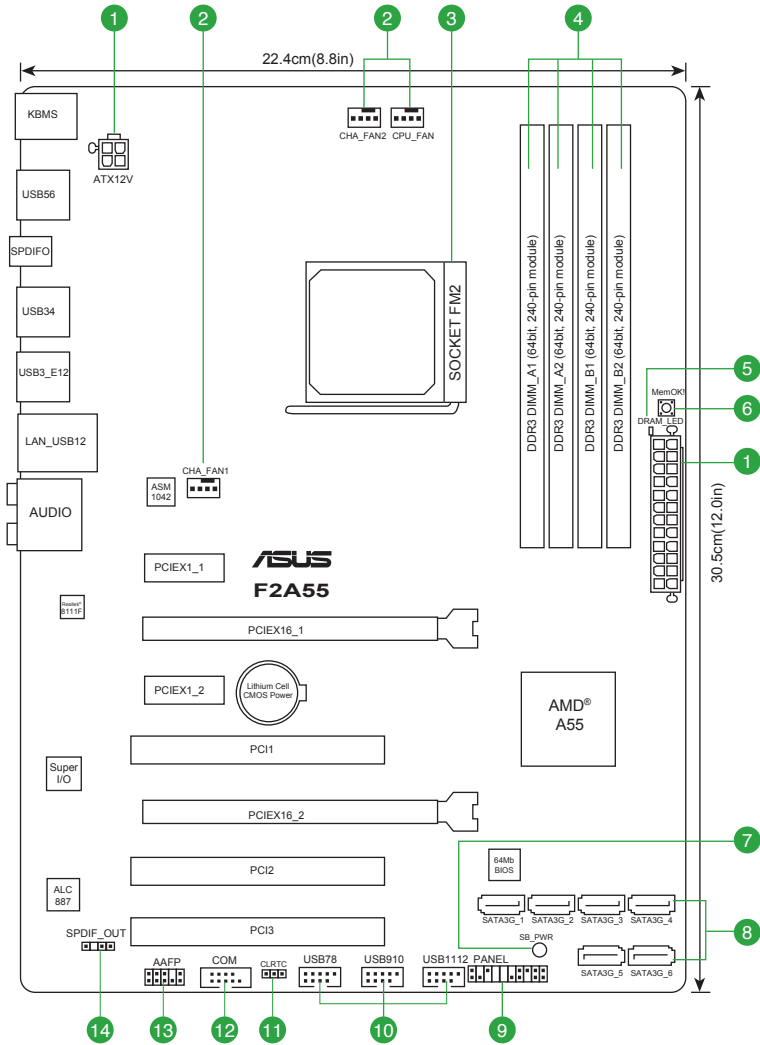 1
2
2
3
4
22.4cm(8.8in)
KBMS
CHA_FAN2
CPU_FAN
ATX12V
USB56
SPDIFO
USB34
USB3_E12
LAN_USB12
AUDIO
SOCKET FM2
DDR3 DIMM_A1 (64bit, 240-pin module)
DDR3 DIMM_A2 (64bit, 240-pin module)
DDR3 DIMM_B1 (64bit, 240-pin module)
DDR3 DIMM_B2 (64bit, 240-pin module)
5
MemOK!
6
DRAM_LED
1
30.5cm(12.0in)
CHA_FAN1
ASM
1042
PCIEX1_1
ASUS
F2A55
Realtek®
8111F
PCIEX16_1
PCIEX1_2
Lithium Cell
CMOS Power
AMD®
A55
PCI1
Super
I/O
PCIEX16_2
7
64Mb
BIOS
PCI2
ALC
887
SATA3G_1
SATA3G_2
SATA3G_3
SATA3G_4
8
SPDIF_OUT
PCI3
SB_PWR
AAFP
COM
CLRTC
USB78
USB910
USB1112
PANEL
SATA3G_5
SATA3G_6
14
13
12
11
10
9